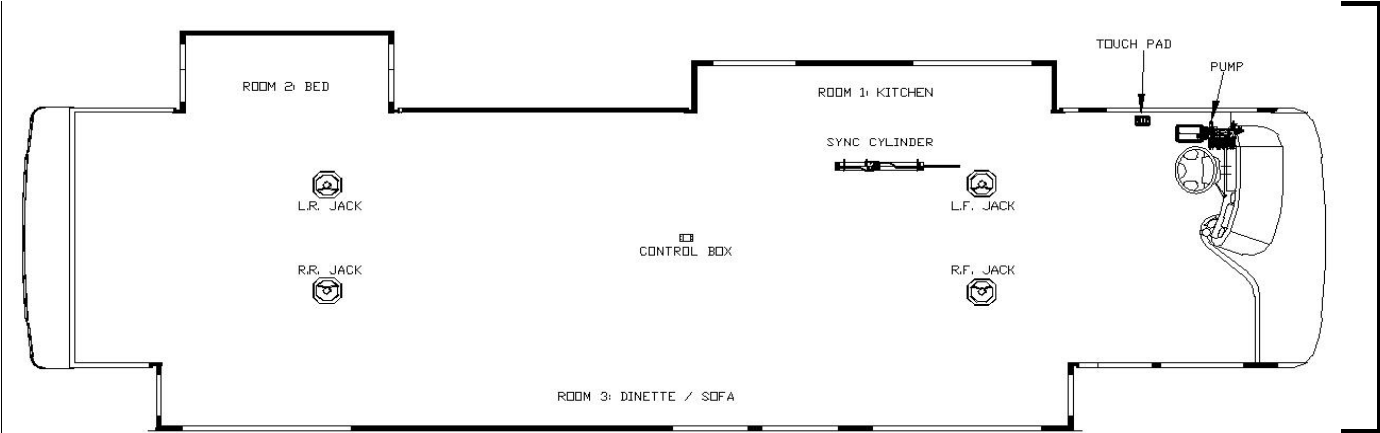 TOUCH PAD
PUMP
ROOM 2: BED
ROOM 1: KITCHEN
SYNC CYLINDER
L.R. JACK
L.F. JACK
CONTROL BOX
R.R. JACK
R.F. JACK
ROOM 3: DINETTE / SOFA